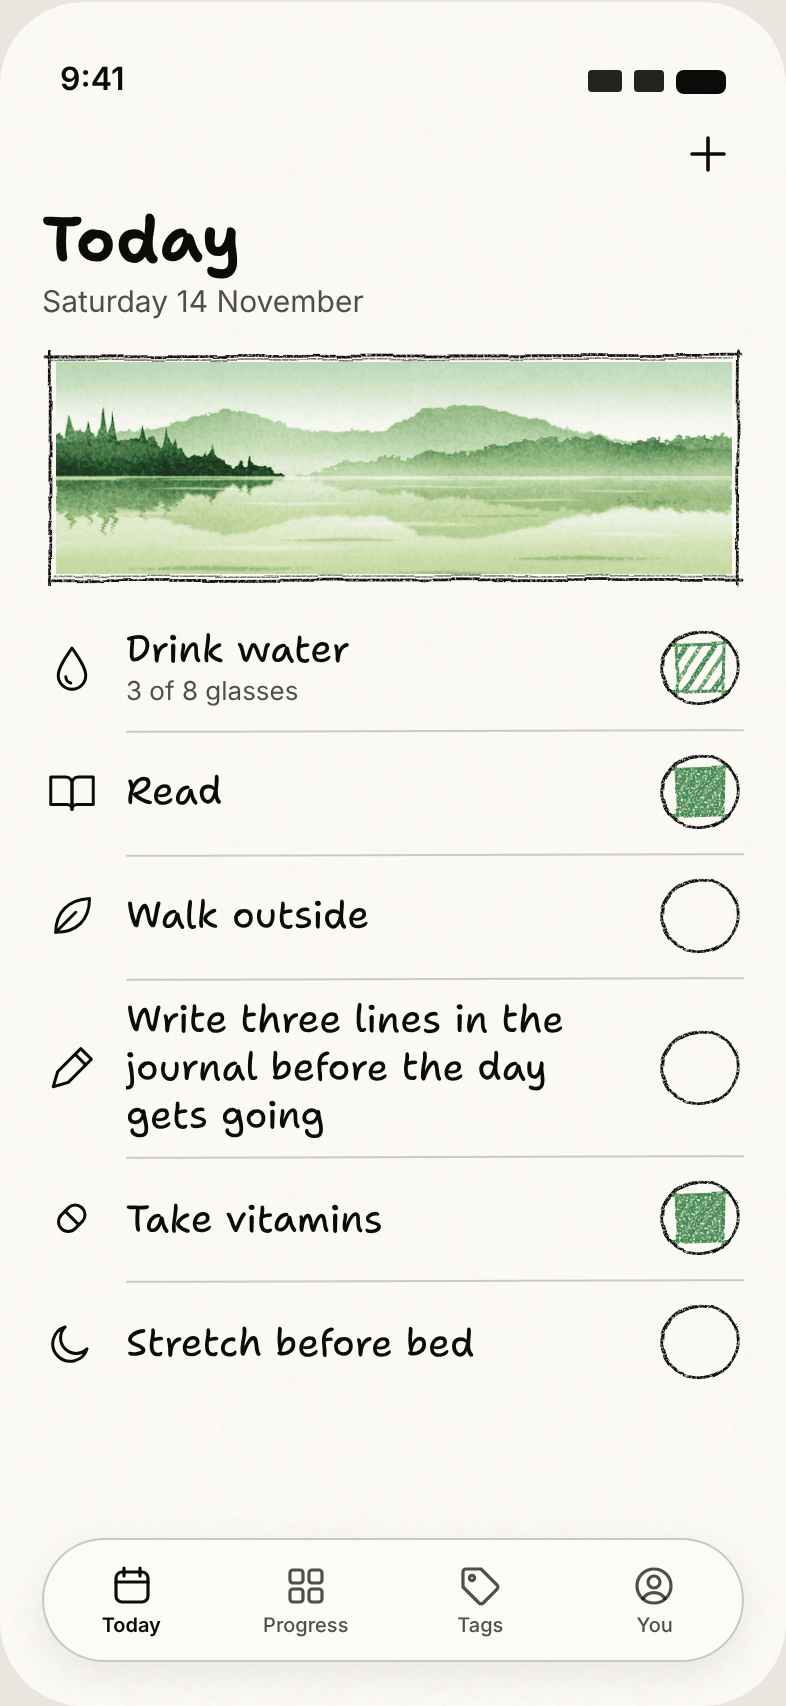 9:41
Today
Saturday 14 November
Drink water
3 of 8 glasses
Read
Walk outside
Write three lines in the
journal before the day
gets going
Take vitamins
Stretch before bed
Today
Progress
Tags
You